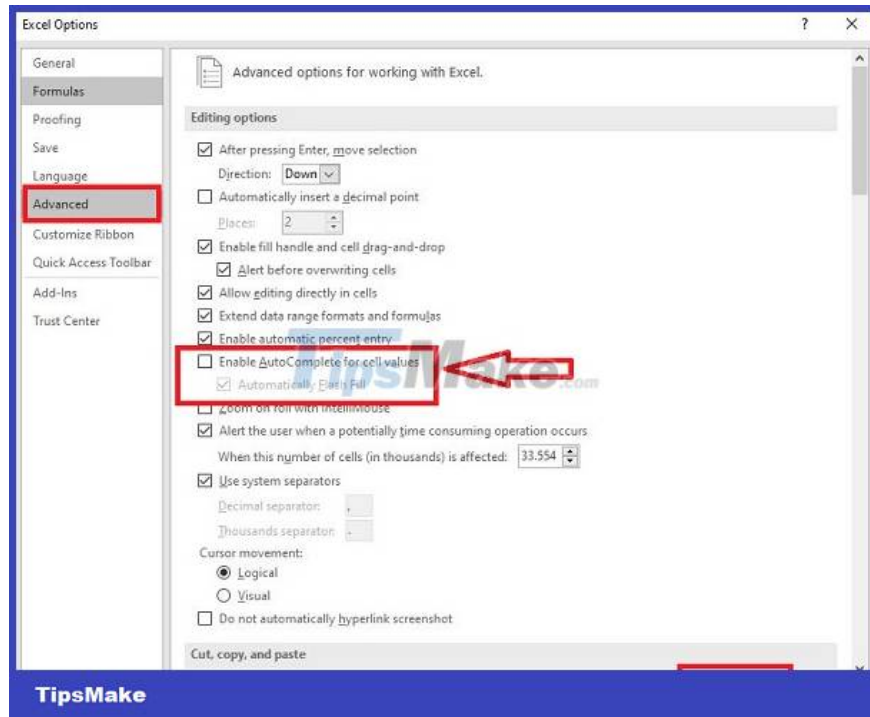 Excel Options
?
General
Formulas
Proofing
Save
Language
Advanced
Customize Ribbon
Quick Access Toolbar
Add-Ins
Trust Center
Advanced options for working with Excel.
Editing options
After pressing Enter, move selection
Direction: Down
Automatically insert a decimal point
Places: 2
Enable fill handle and cell drag-and-drop
Alert before overwriting cells
Allow editing directly in cells
Extend data range formats and formulas
Enable automatic percent entry
Enable AutoComplete for cell values
Automatically Flash Fill
TipsMake.com
Zoom on roll with IntelliMouse
Alert the user when a potentially time consuming operation occurs
When this number of cells (in thousands) is affected: 33.554
Use system separators
Decimal separator: ,
Thousands separator: .
Cursor movement:
Logical
Visual
Do not automatically hyperlink screenshot
Cut, copy, and paste
TipsMake